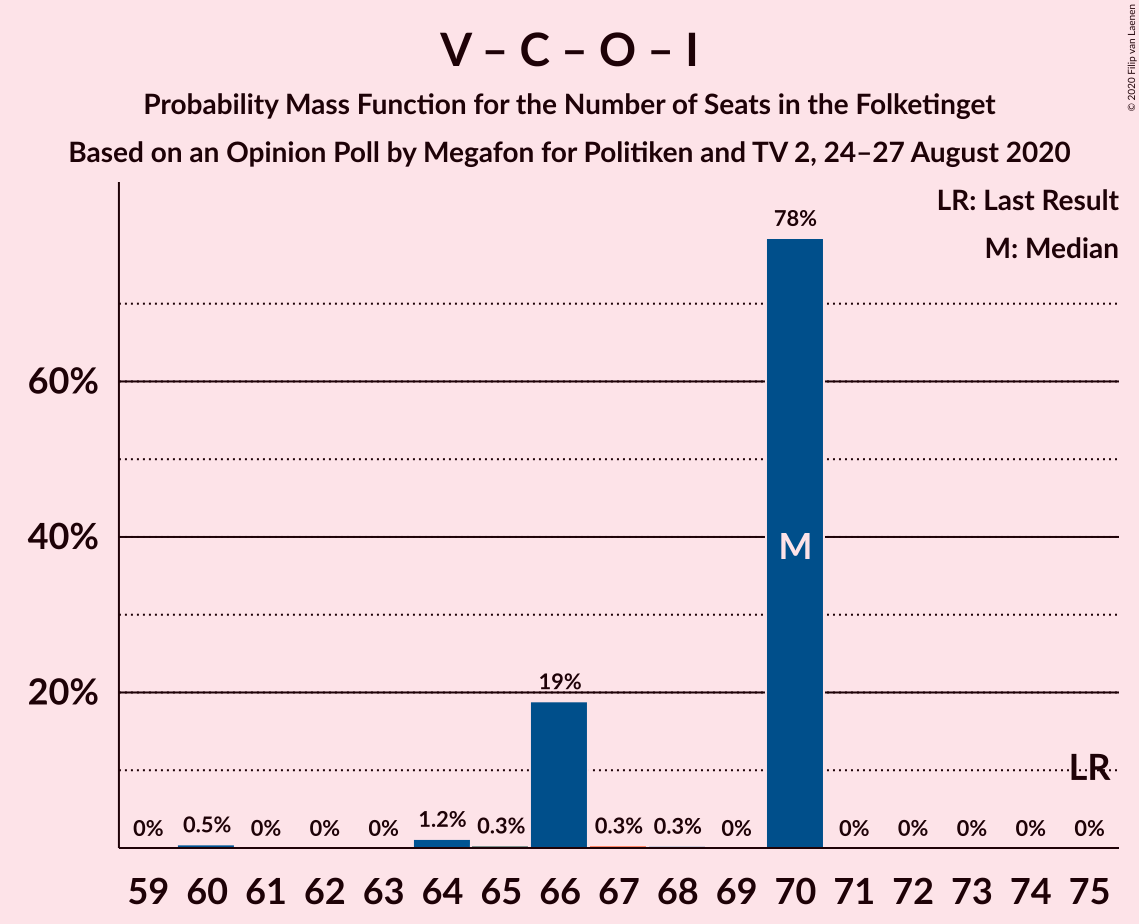 V – C – O – I
Probability Mass Function for the Number of Seats in the Folketinget
Based on an Opinion Poll by Megafon for Politiken and TV 2, 24–27 August 2020
© 2020 Filip van Laenen
LR: Last Result
M: Median
78%
60%
40%
M
20%
19%
LR
0% 0.5% 0% 0% 0% 1.2% 0.3% 0.3% 0.3% 0% 0% 0% 0% 0% 0%
59 60 61 62 63 64 65 66 67 68 69 70 71 72 73 74 75